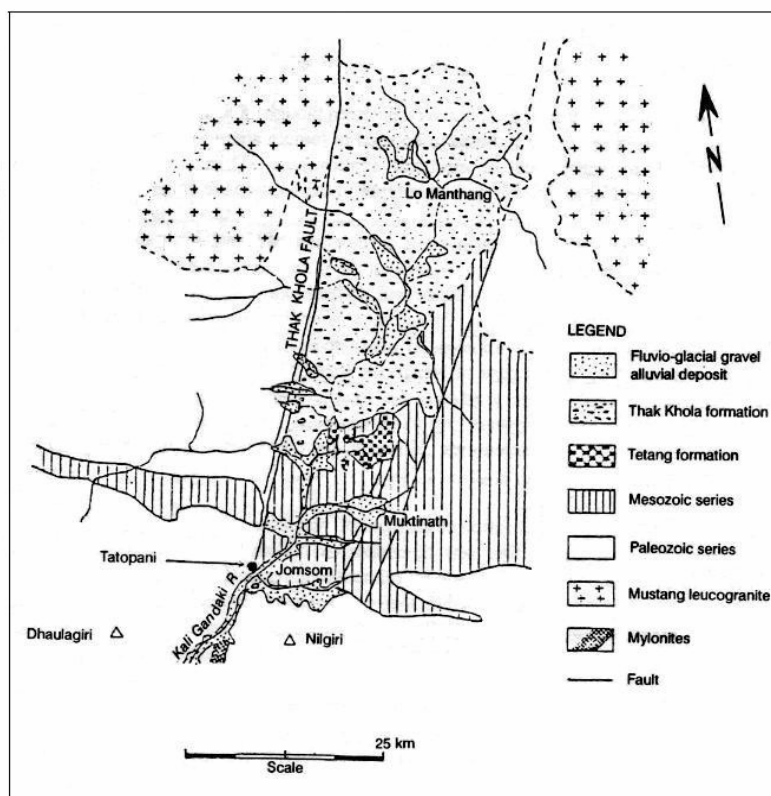 N
Lo Manthang
THAK KHOLA FAULT
LEGEND
Fluvio-glacial gravel
alluvial deposit
Thak Khola formation
Tetang formation
Mesozoic series
Paleozoic series
Mustang leucogranite
Mylonites
Fault
Muktinath
Tatopani
Jomsom
Kali Gandaki R
Dhaulagiri
Nilgiri
25 km
Scale